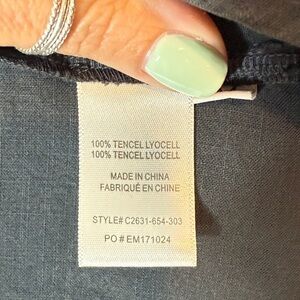 100% TENCEL LYOCELL
100% TENCEL LYOCELL
MADE IN CHINA
FABRIQUÉ EN CHINE
STYLE# C2631-654-303
PO # EM171024